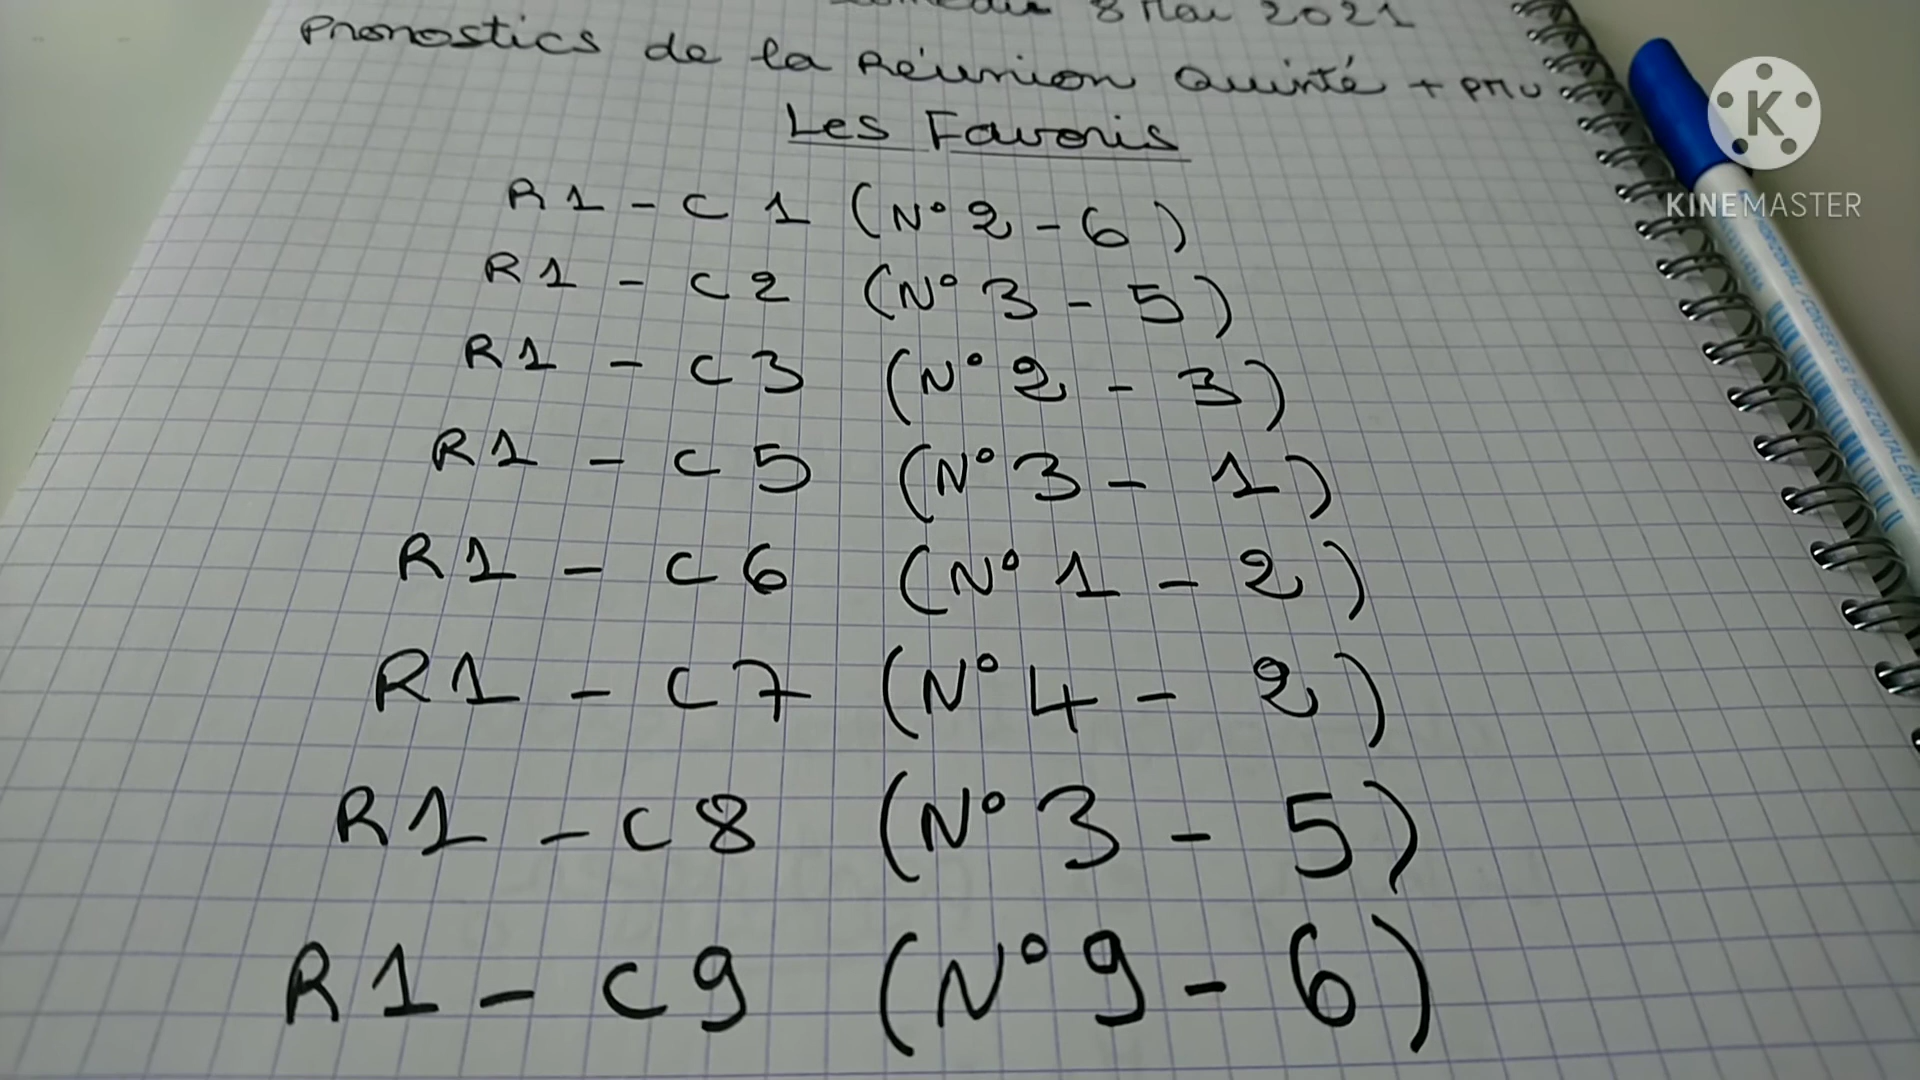 8 Mai 2021
Pronostics de la Réunion Quinté + PMU
Les Favoris
R1 - C1 (N° 2 - 6)
R1 - C2 (N° 3 - 5)
R1 - C3 (N° 2 - 3)
R1 - C5 (N° 3 - 1)
R1 - C6 (N° 1 - 2)
R1 - C7 (N° 4 - 2)
R1 - C8 (N° 3 - 5)
R1 - C9 (N° 9 - 6)
K
KINEMASTER